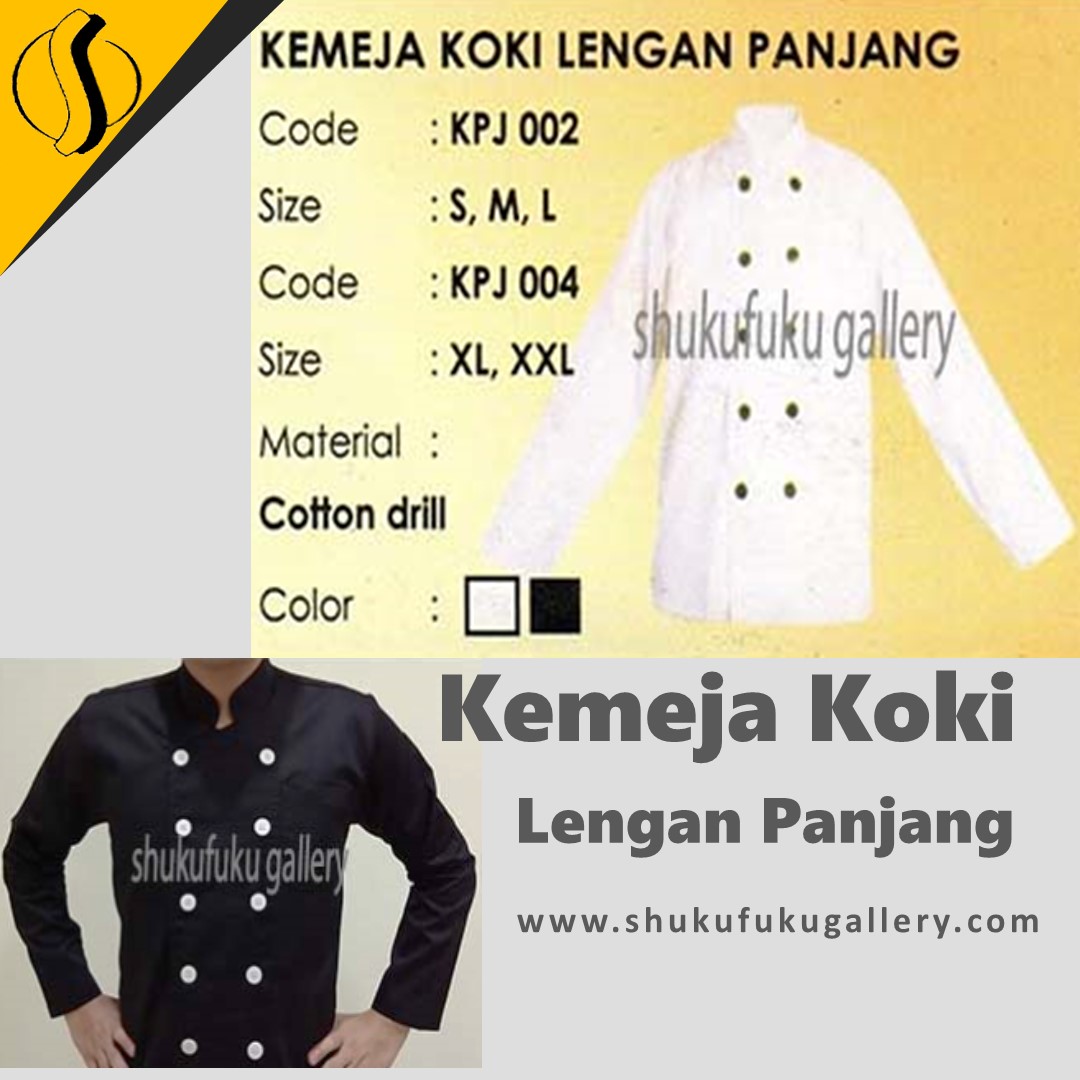 KEMEJA KOKI LENGAN PANJANG
Code : KPJ 002
Size : S, M, L
Code : KPJ 004
Size : XL, XXL
Material :
Cotton drill
Color :
shukufuku gallery
Kemeja Koki
Lengan Panjang
shukufuku gallery
www.shukufukugallery.com